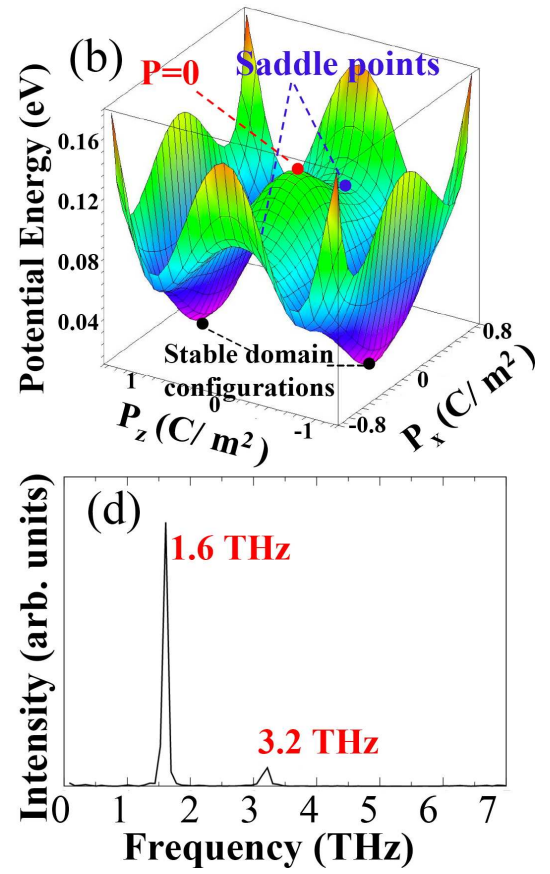 (b)
P=0
Saddle points
Potential Energy (eV)
0.16
0.12
0.08
0.04
Stable domain
configurations
1
0
-1
P_z (C/ m²)
-0.8
0
0.8
P_x (C/ m²)
(d)
1.6 THz
3.2 THz
Intensity (arb. units)
0 1 2 3 4 5 6 7
Frequency (THz)